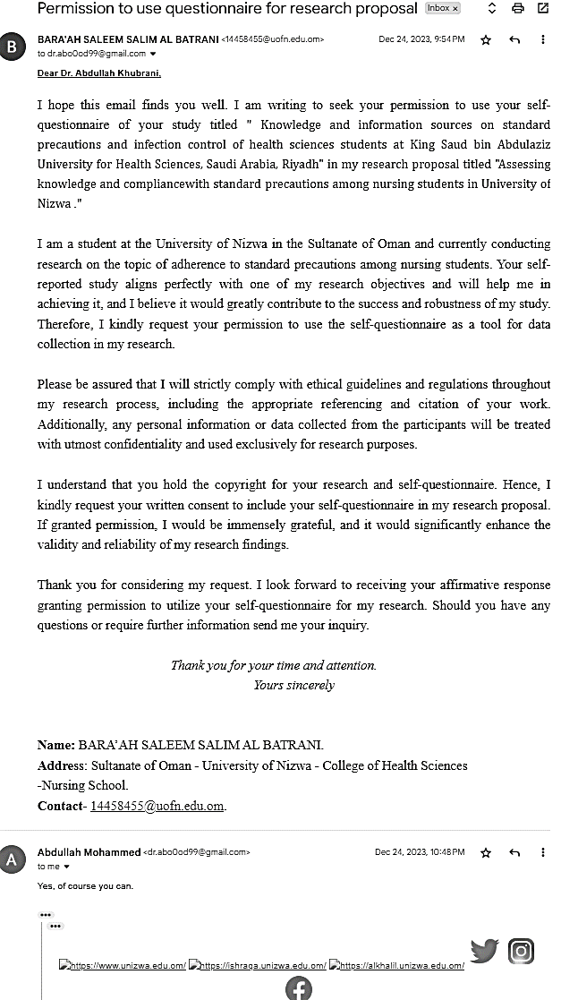 Permission to use questionnaire for research proposal Inbox x
B
BARA'AH SALEEM SALIM AL BATRANI <14458455@uofn.edu.om> Dec 24, 2023, 9:54 PM
to dr.abo0od99@gmail.com
Dear Dr. Abdullah Khubrani,
I hope this email finds you well. I am writing to seek your permission to use your self-
questionnaire of your study titled " Knowledge and information sources on standard
precautions and infection control of health sciences students at King Saud bin Abdulaziz
University for Health Sciences, Saudi Arabia, Riyadh" in my research proposal titled "Assessing
knowledge and compliancewith standard precautions among nursing students in University of
Nizwa ."
I am a student at the University of Nizwa in the Sultanate of Oman and currently conducting
research on the topic of adherence to standard precautions among nursing students. Your self-
reported study aligns perfectly with one of my research objectives and will help me in
achieving it, and I believe it would greatly contribute to the success and robustness of my study.
Therefore, I kindly request your permission to use the self-questionnaire as a tool for data
collection in my research.
Please be assured that I will strictly comply with ethical guidelines and regulations throughout
my research process, including the appropriate referencing and citation of your work.
Additionally, any personal information or data collected from the participants will be treated
with utmost confidentiality and used exclusively for research purposes.
I understand that you hold the copyright for your research and self-questionnaire. Hence, I
kindly request your written consent to include your self-questionnaire in my research proposal.
If granted permission, I would be immensely grateful, and it would significantly enhance the
validity and reliability of my research findings.
Thank you for considering my request. I look forward to receiving your affirmative response
granting permission to utilize your self-questionnaire for my research. Should you have any
questions or require further information send me your inquiry.
Thank you for your time and attention.
Yours sincerely
Name: BARA'AH SALEEM SALIM AL BATRANI.
Address: Sultanate of Oman - University of Nizwa - College of Health Sciences
-Nursing School.
Contact- 14458455@uofn.edu.om.
A
Abdullah Mohammed <dr.abo0od99@gmail.com> Dec 24, 2023, 10:48 PM
to me
Yes, of course you can.
https://www.unizwa.edu.om/ https://ishraqa.unizwa.edu.om/ https://alkhalil.unizwa.edu.om/